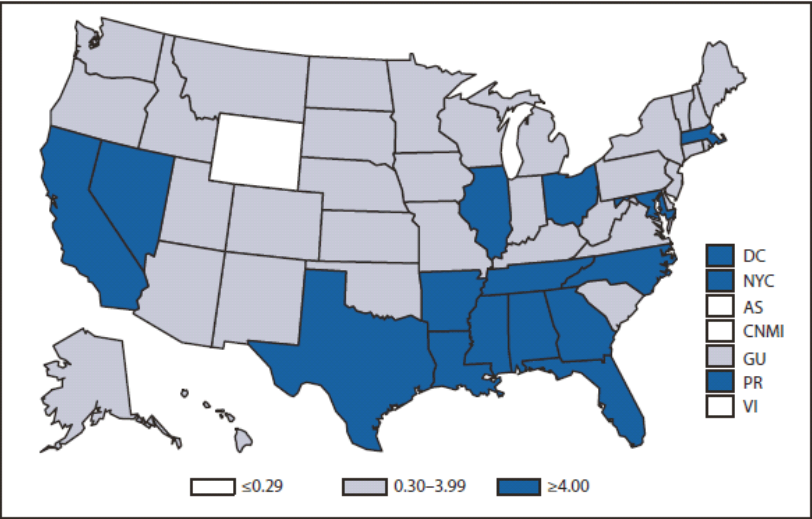 DC
NYC
AS
CNMI
GU
PR
VI
≤0.29
0.30–3.99
≥4.00